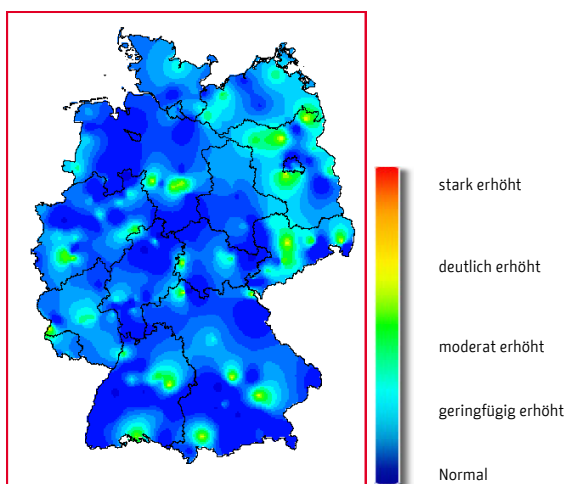 stark erhöht
deutlich erhöht
moderat erhöht
geringfügig erhöht
Normal